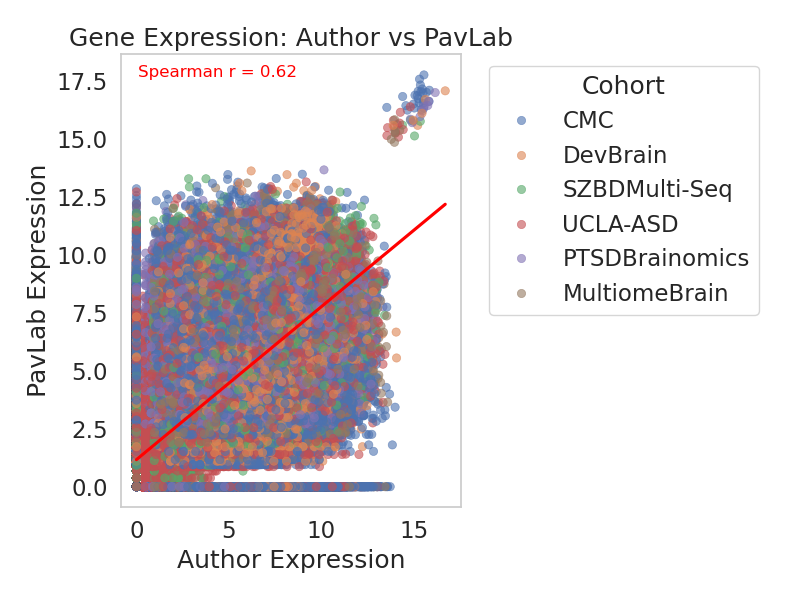 Gene Expression: Author vs PavLab
Spearman r = 0.62
PavLab Expression
17.5
15.0
12.5
10.0
7.5
5.0
2.5
0.0
0
5
10
15
Author Expression
Cohort
CMC
DevBrain
SZBDMulti-Seq
UCLA-ASD
PTSDBrainomics
MultiomeBrain